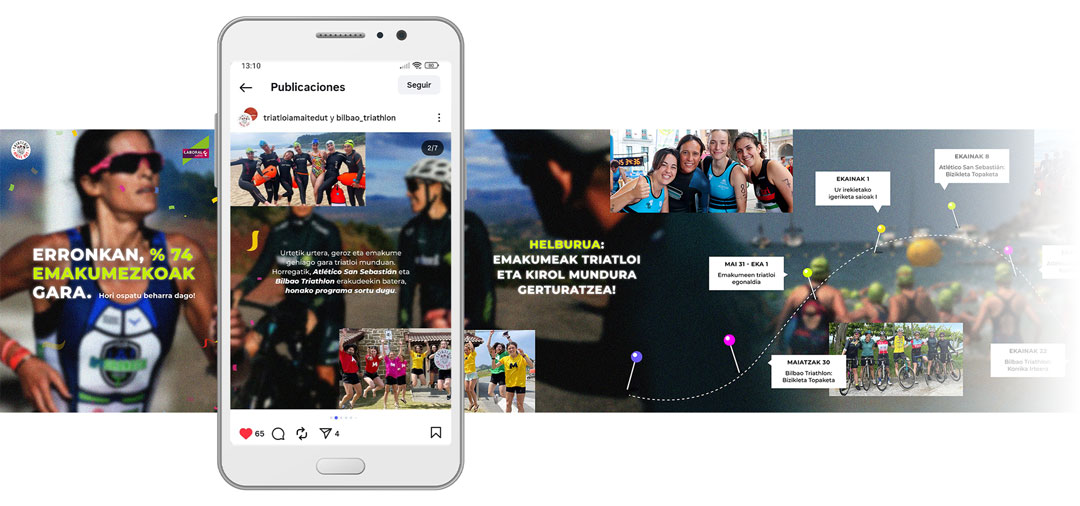 13:10
Publicaciones
Seguir
triatloiamaitedut y bilbao_triathlon
2/7
LABORAL
ERRONKAN, % 74
EMAKUMEZKOAK
GARA. Hori ospatu beharra dago!
Urtetik urtera, geroz eta emakume
gehiago gara triatloi munduan.
Horregatik, Atlético San Sebastián eta
Bilbao Triathlon erakudeekin batera,
honako programa sortu dugu.
65
4
HELBURUA:
EMAKUMEAK TRIATLOI
ETA KIROL MUNDURA
GERTURATZEA!
15:34:36
MAIATZAK 30
Bilbao Triathlon:
Bizikleta Topaketa
MAI 31 - EKA 1
Emakumeen triatloi
egonaldia
EKAINAK 1
Ur irekietako
igeriketa saioak I
EKAINAK 8
Atlético San Sebastián:
Bizikleta Topaketa
EKAINAK 22
Bilbao Triathlon: